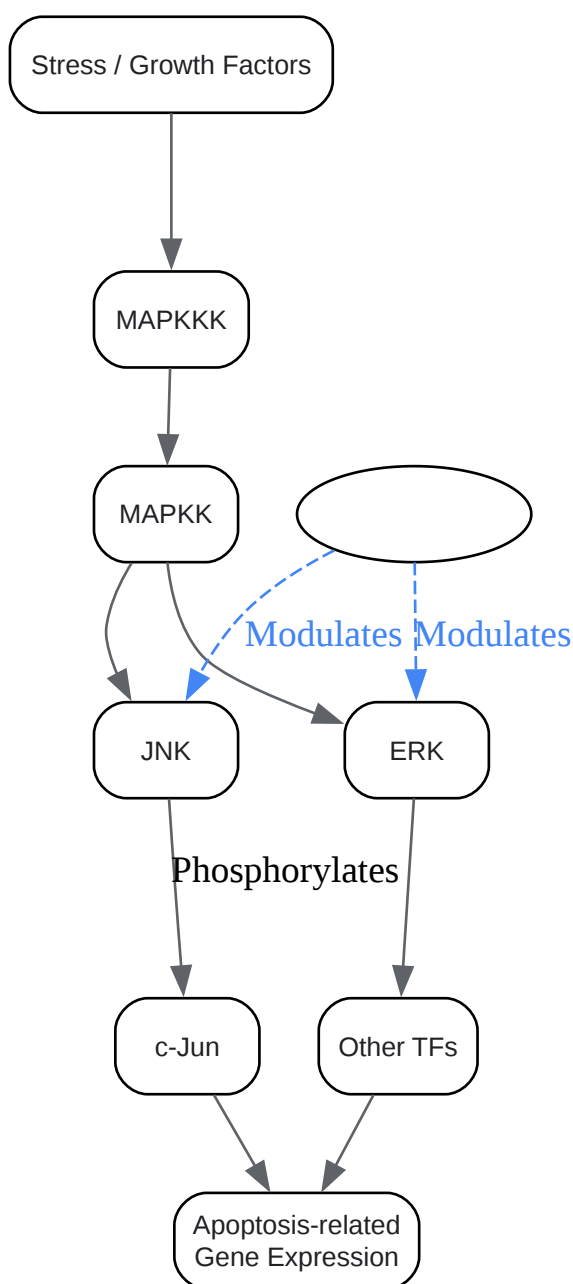 Stress / Growth Factors
MAPKKK
MAPKK
Modulates
Modulates
JNK
ERK
Phosphorylates
c-Jun
Other TFs
Apoptosis-related
Gene Expression